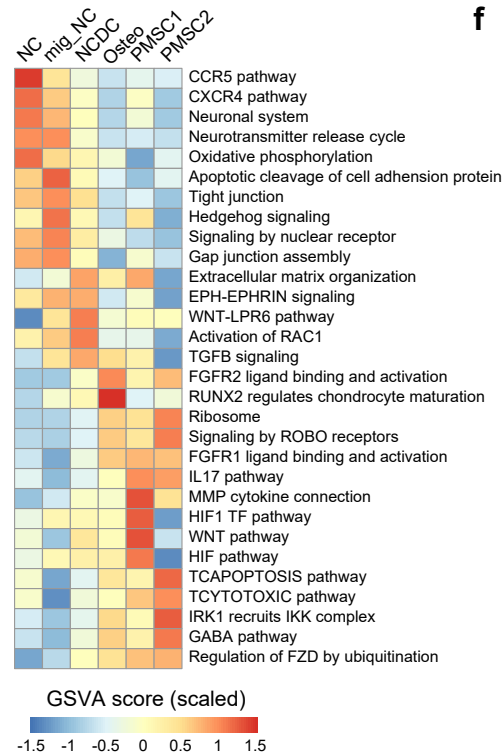 f
NC mig_NC NCDC Osteo PMSC1 PMSC2
CCR5 pathway
CXCR4 pathway
Neuronal system
Neurotransmitter release cycle
Oxidative phosphorylation
Apoptotic cleavage of cell adhension protein
Tight junction
Hedgehog signaling
Signaling by nuclear receptor
Gap junction assembly
Extracellular matrix organization
EPH-EPHRIN signaling
WNT-LPR6 pathway
Activation of RAC1
TGFB signaling
FGFR2 ligand binding and activation
RUNX2 regulates chondrocyte maturation
Ribosome
Signaling by ROBO receptors
FGFR1 ligand binding and activation
IL17 pathway
MMP cytokine connection
HIF1 TF pathway
WNT pathway
HIF pathway
TCAPOPTOSIS pathway
TCYTOTOXIC pathway
IRK1 recruits IKK complex
GABA pathway
Regulation of FZD by ubiquitination
GSVA score (scaled)
-1.5 -1 -0.5 0 0.5 1 1.5